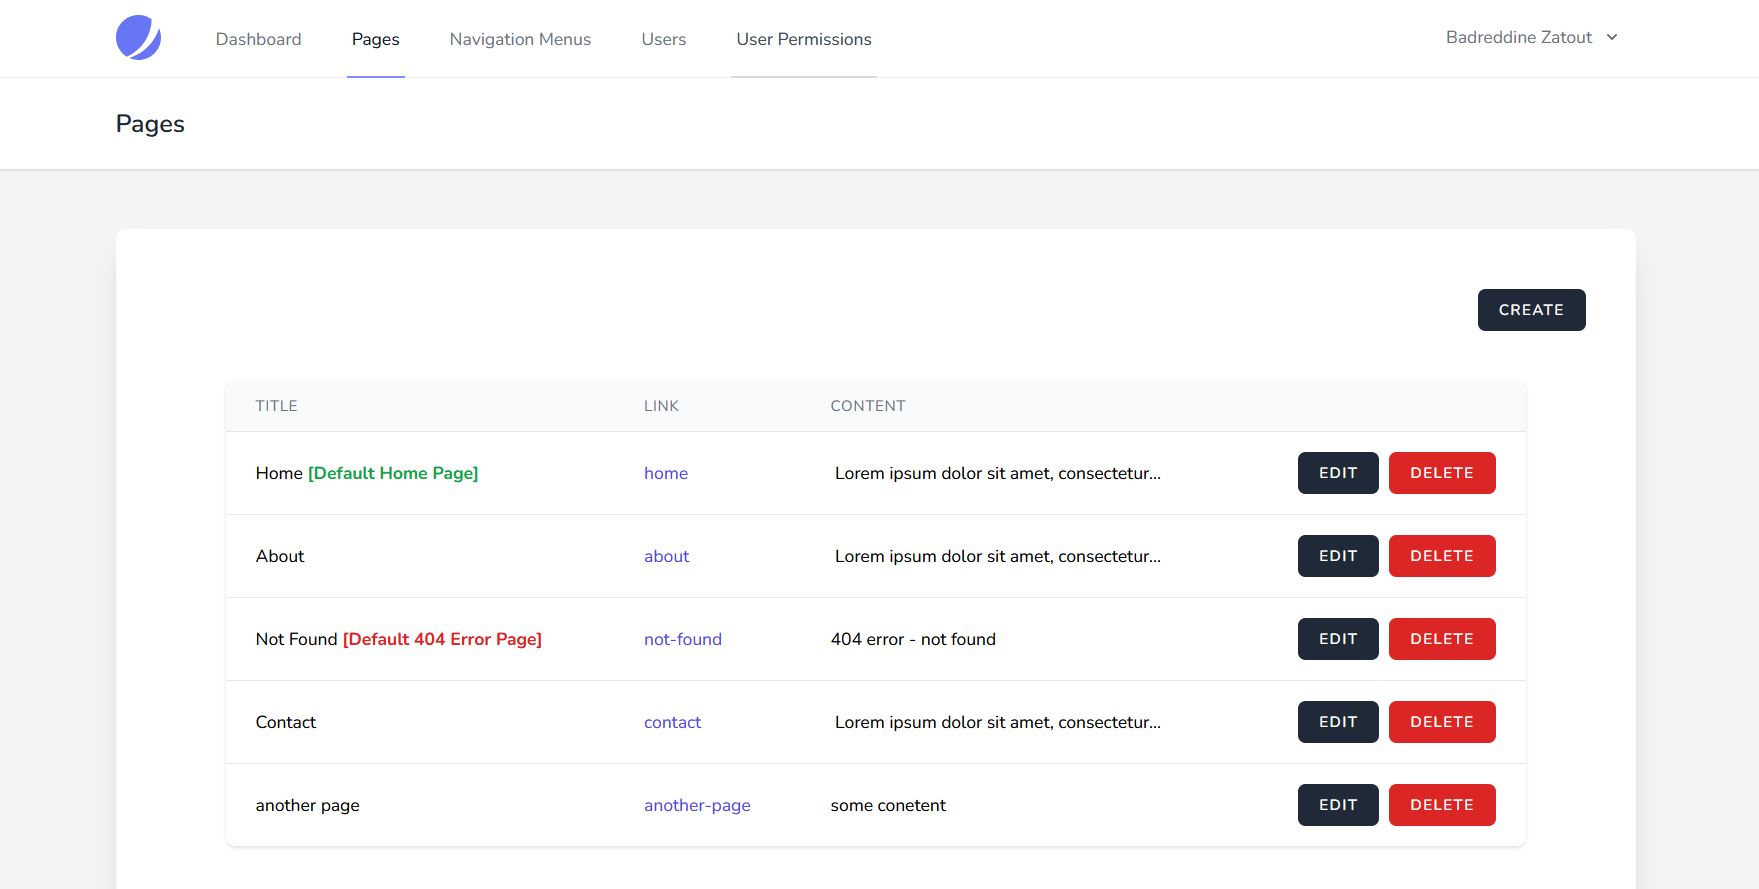 Dashboard Pages Navigation Menus Users User Permissions Badreddine Zatout
Pages
CREATE
TITLE LINK CONTENT
Home [Default Home Page] home Lorem ipsum dolor sit amet, consectetur... EDIT DELETE
About about Lorem ipsum dolor sit amet, consectetur... EDIT DELETE
Not Found [Default 404 Error Page] not-found 404 error - not found EDIT DELETE
Contact contact Lorem ipsum dolor sit amet, consectetur... EDIT DELETE
another page another-page some conetent EDIT DELETE